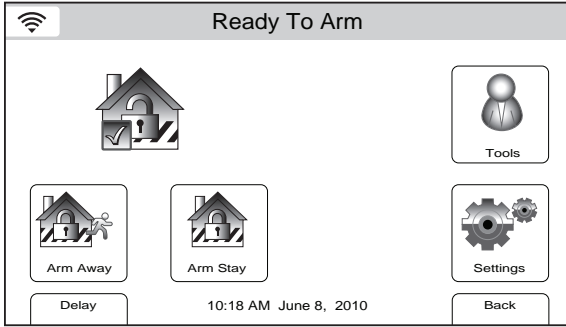 Ready To Arm
Tools
Arm Away
Arm Stay
Settings
Delay
10:18 AM June 8, 2010
Back